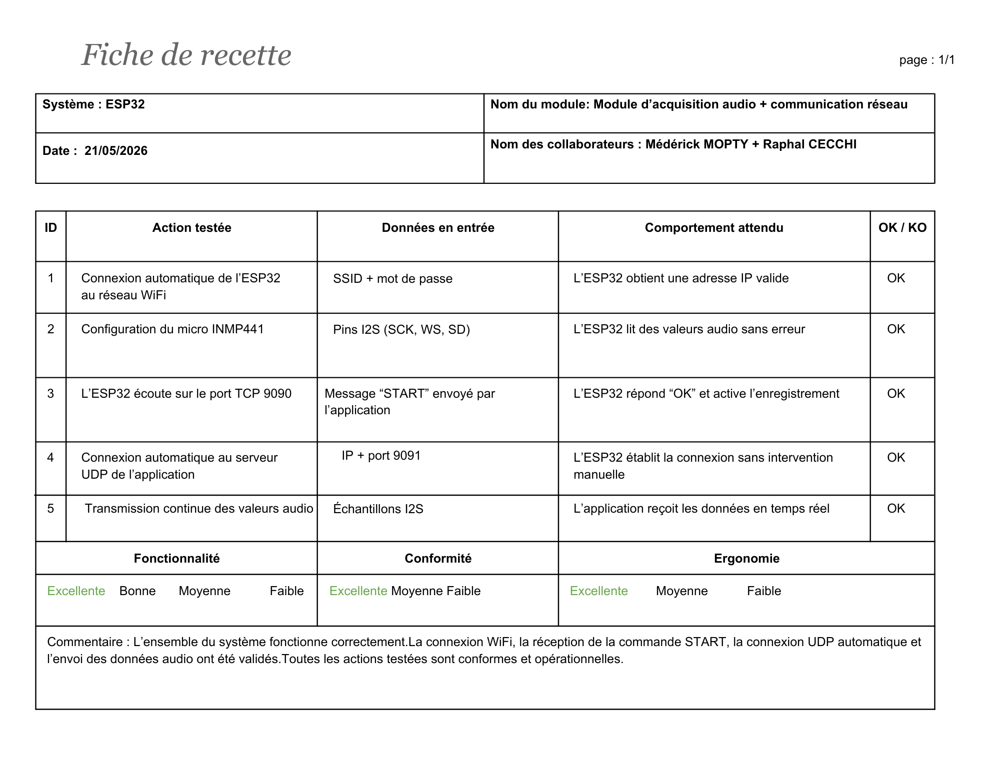 Fiche de recette
page : 1/1
Système : ESP32
Nom du module: Module d’acquisition audio + communication réseau
Date :  21/05/2026
Nom des collaborateurs : Médérick MOPTY + Raphal CECCHI
ID
Action testée
Données en entrée
Comportement attendu
OK / KO
1
Connexion automatique de l’ESP32
au réseau WiFi
SSID + mot de passe
L’ESP32 obtient une adresse IP valide
OK
2
Configuration du micro INMP441
Pins I2S (SCK, WS, SD)
L’ESP32 lit des valeurs audio sans erreur
OK
3
L’ESP32 écoute sur le port TCP 9090
Message “START” envoyé par
l’application
L’ESP32 répond “OK” et active l’enregistrement
OK
4
Connexion automatique au serveur
UDP de l’application
IP + port 9091
L’ESP32 établit la connexion sans intervention
manuelle
OK
5
Transmission continue des valeurs audio
Échantillons I2S
L’application reçoit les données en temps réel
OK
Fonctionnalité
Conformité
Ergonomie
Excellente Bonne Moyenne Faible
Excellente Moyenne Faible
Excellente Moyenne Faible
Commentaire : L’ensemble du système fonctionne correctement.La connexion WiFi, la réception de la commande START, la connexion UDP automatique et
l’envoi des données audio ont été validés.Toutes les actions testées sont conformes et opérationnelles.